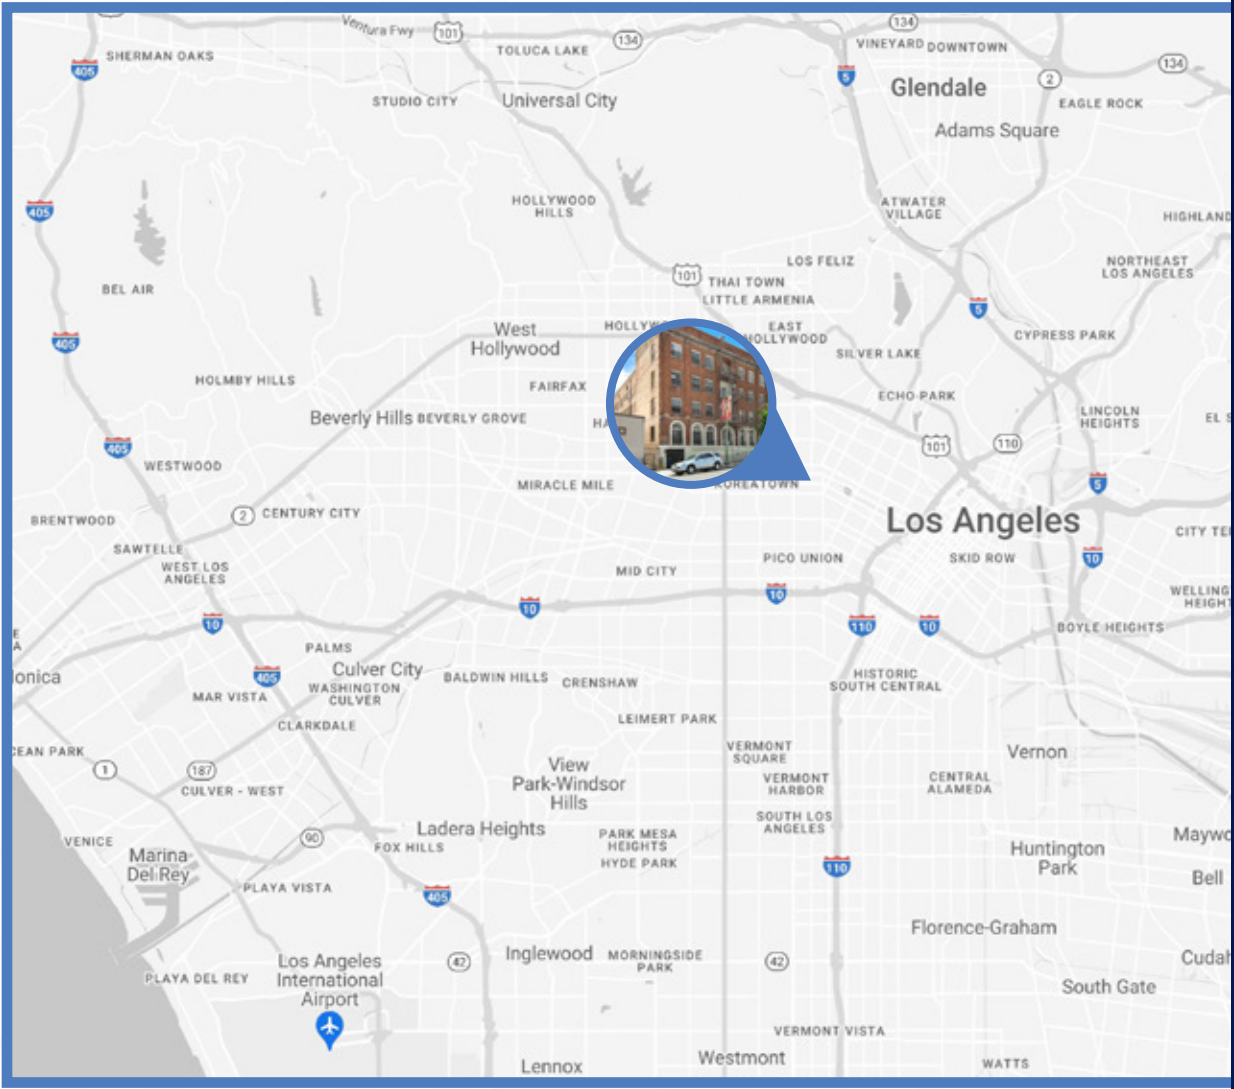 Ventura Fwy
101
134
134
SHERMAN OAKS
TOLUCA LAKE
VINEYARD
DOWNTOWN
405
5
2
134
STUDIO CITY
Universal City
Glendale
EAGLE ROCK
Adams Square
HOLLYWOOD
HILLS
ATWATER
VILLAGE
405
HIGHLAND
BEL AIR
101
THAI TOWN
LITTLE ARMENIA
LOS FELIZ
NORTHEAST
LOS ANGELES
5
405
West
Hollywood
EAST
HOLLYWOOD
CYPRESS PARK
SILVER LAKE
HOLMBY HILLS
FAIRFAX
ECHO PARK
Beverly Hills
BEVERLY GROVE
LINCOLN
HEIGHTS
405
101
110
WESTWOOD
MIRACLE MILE
KOREATOWN
5
2
CENTURY CITY
BRENTWOOD
Los Angeles
SAWTELLE
WEST LOS
ANGELES
MID CITY
PICO UNION
SKID ROW
10
10
10
10
110
10
BOYLE HEIGHTS
PALMS
Culver City
405
WASHINGTON
CULVER
BALDWIN HILLS
CRENSHAW
HISTORIC
SOUTH CENTRAL
MAR VISTA
CLARKDALE
LEIMERT PARK
VERMONT
SQUARE
Vernon
1
187
CULVER - WEST
View
Park-Windsor
Hills
VERMONT
HARBOR
CENTRAL
ALAMEDA
SOUTH LOS
ANGELES
VENICE
90
FOX HILLS
Ladera Heights
PARK MESA
HEIGHTS
HYDE PARK
Marina
Del Rey
110
Huntington
Park
Bell
PLAYA VISTA
405
Florence-Graham
PLAYA DEL REY
Los Angeles
International
Airport
42
Inglewood
MORNINGSIDE
PARK
42
South Gate
VERMONT VISTA
Lennox
Westmont
WATTS